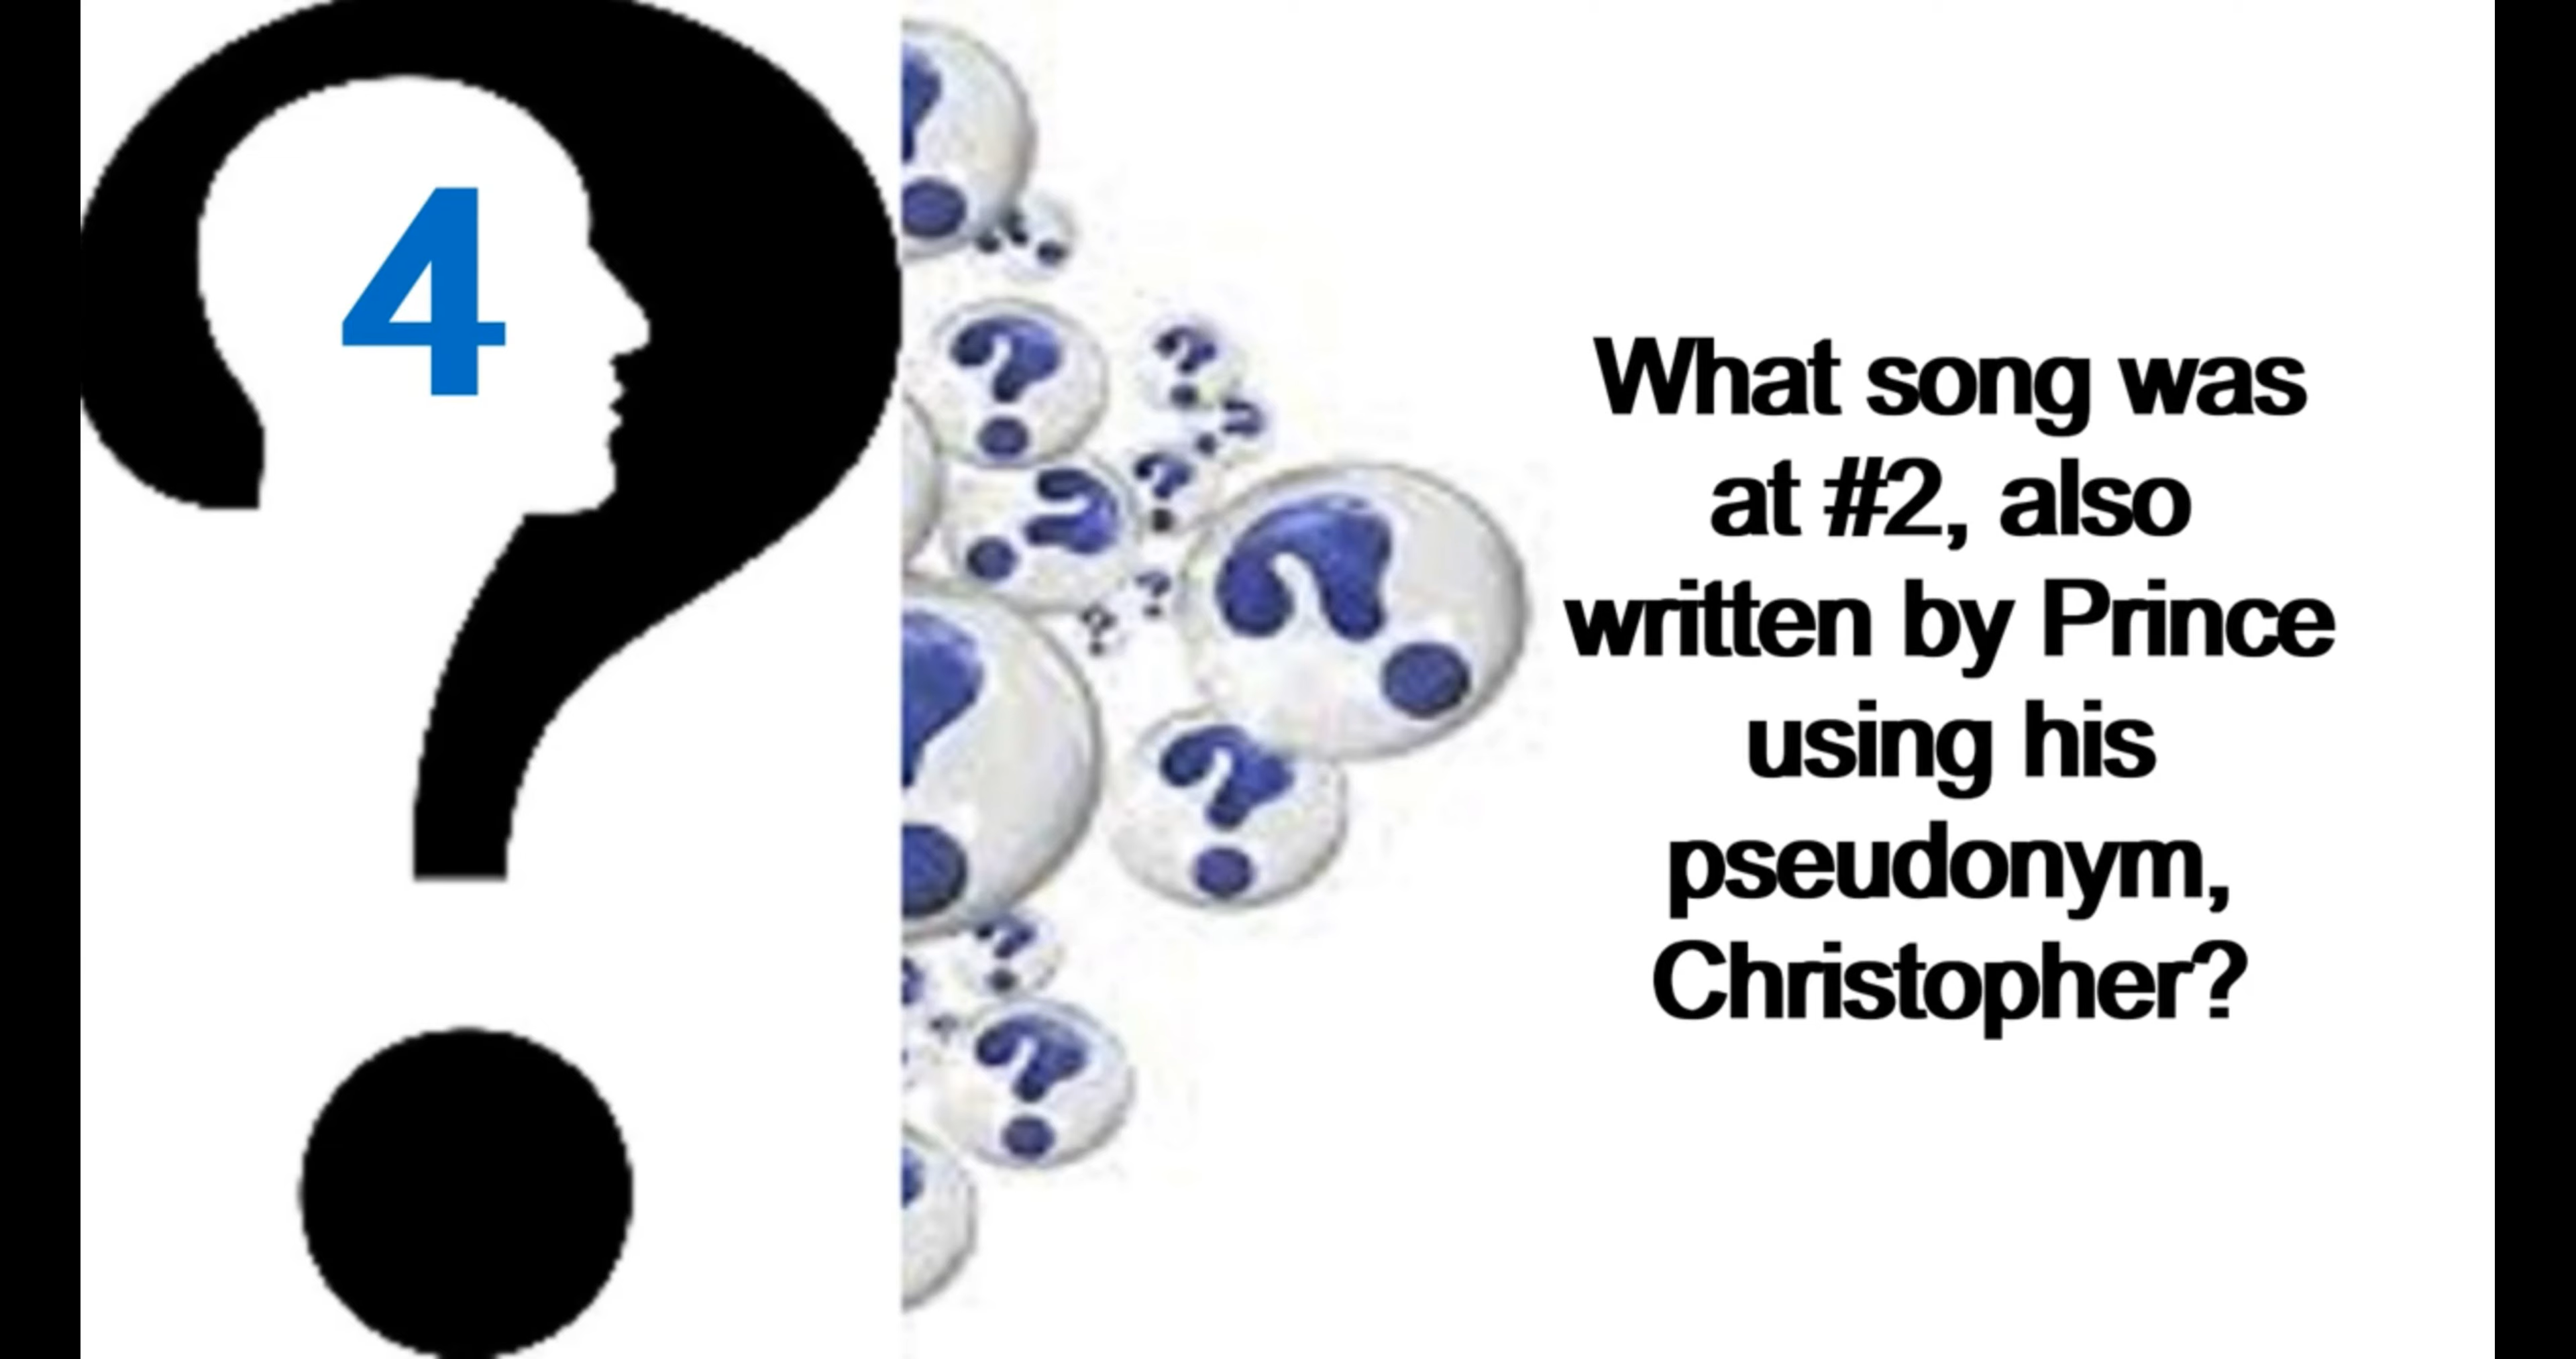 4
What song was
at #2, also
written by Prince
using his
pseudonym,
Christopher?